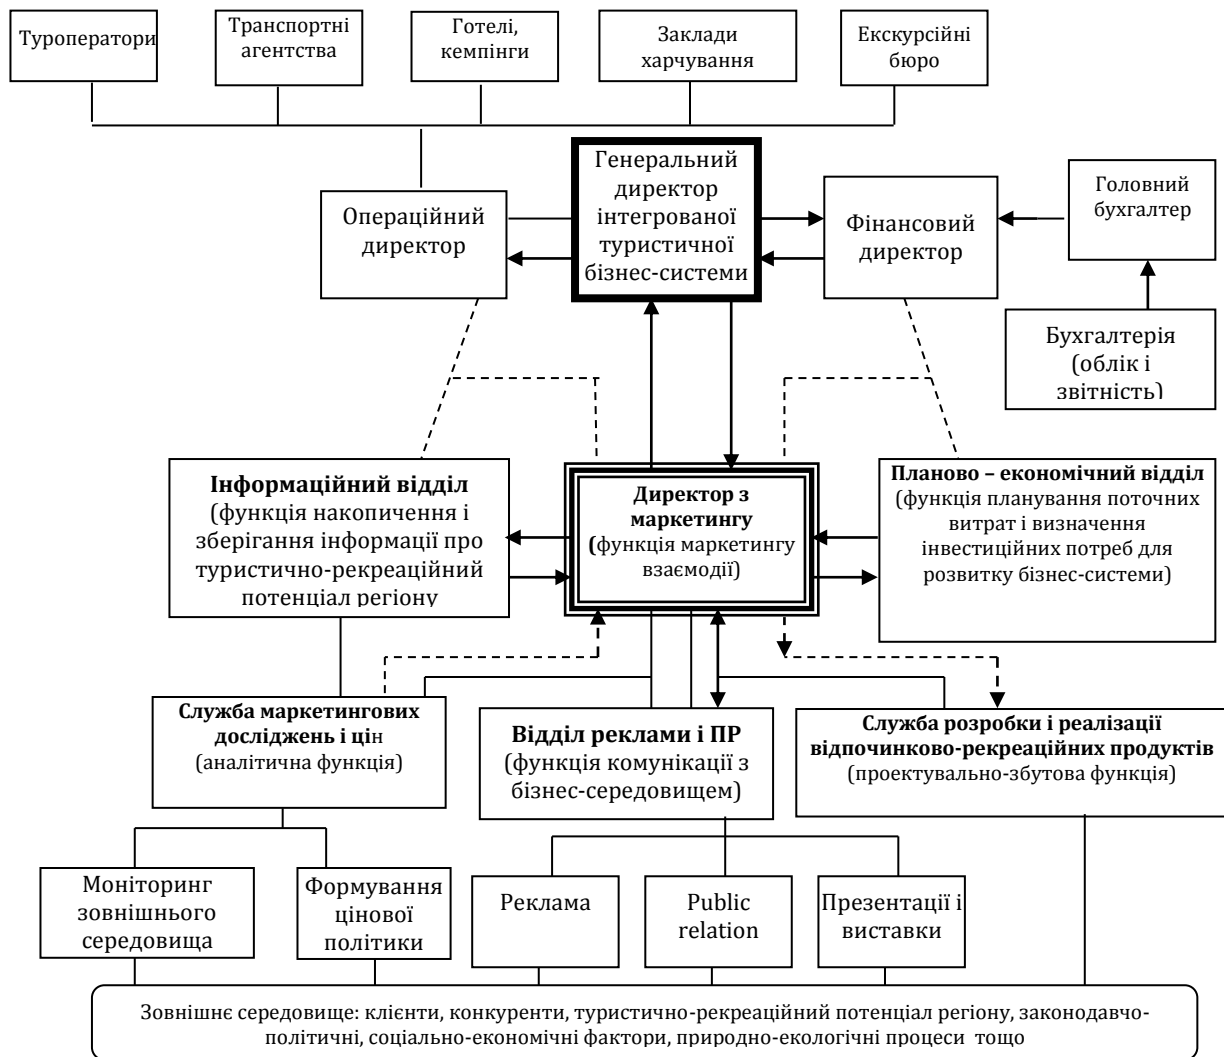 Туроператори
Транспортні
агентства
Готелі,
кемпінги
Заклади
харчування
Екскурсійні
бюро
Генеральний
директор
інтегрованої
туристичної
бізнес-системи
Операційний
директор
Фінансовий
директор
Головний
бухгалтер
Бухгалтерія
(облік і
звітність)
Інформаційний відділ
(функція накопичення і
зберігання інформації про
туристично-рекреаційний
потенціал регіону
Директор з
маркетингу
(функція маркетингу
взаємодії)
Планово – економічний відділ
(функція планування поточних
витрат і визначення
інвестиційних потреб для
розвитку бізнес-системи)
Служба маркетингових
досліджень і цін
(аналітична функція)
Відділ реклами і ПР
(функція комунікації з
бізнес-середовищем)
Служба розробки і реалізації
відпочинково-рекреаційних продуктів
(проектувально-збутова функція)
Моніторинг
зовнішнього
середовища
Формування
цінової
політики
Реклама
Public
relation
Презентації і
виставки
Зовнішнє середовище: клієнти, конкуренти, туристично-рекреаційний потенціал регіону, законодавчо-
політичні, соціально-економічні фактори, природно-екологічні процеси тощо